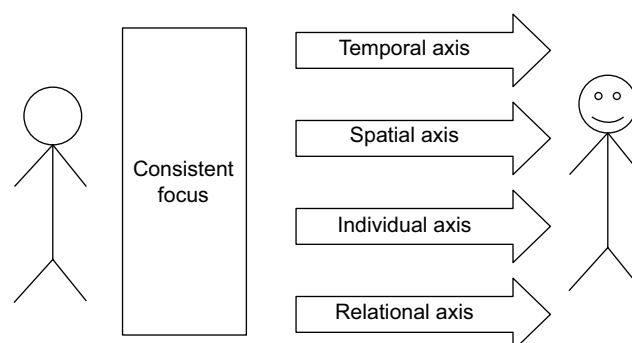 Temporal axis
Spatial axis
Consistent
focus
Individual axis
Relational axis